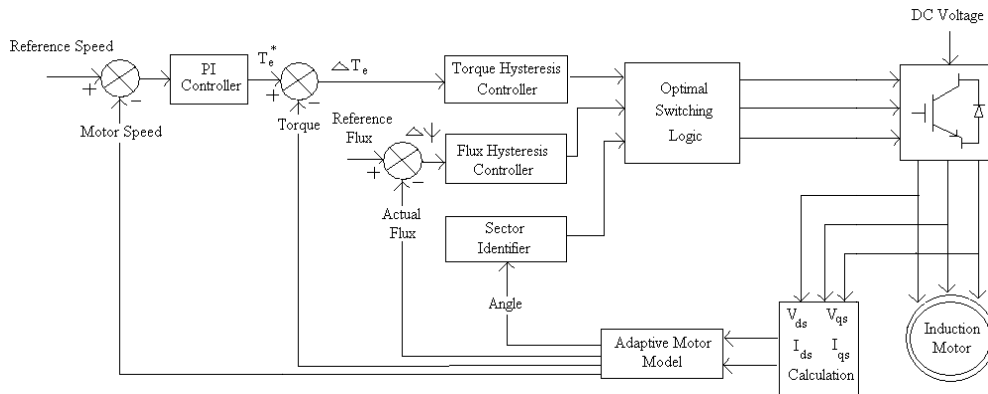 DC Voltage
Reference Speed
+
-
PI
Controller
Te*
+
-
△Te
Torque Hysteresis
Controller
Optimal
Switching
Logic
Motor Speed
Torque
Reference
Flux
+
-
△ψ
Flux Hysteresis
Controller
Actual
Flux
Sector
Identifier
Angle
Adaptive Motor
Model
Vds Vqs
Ids Iqs
Calculation
Induction
Motor